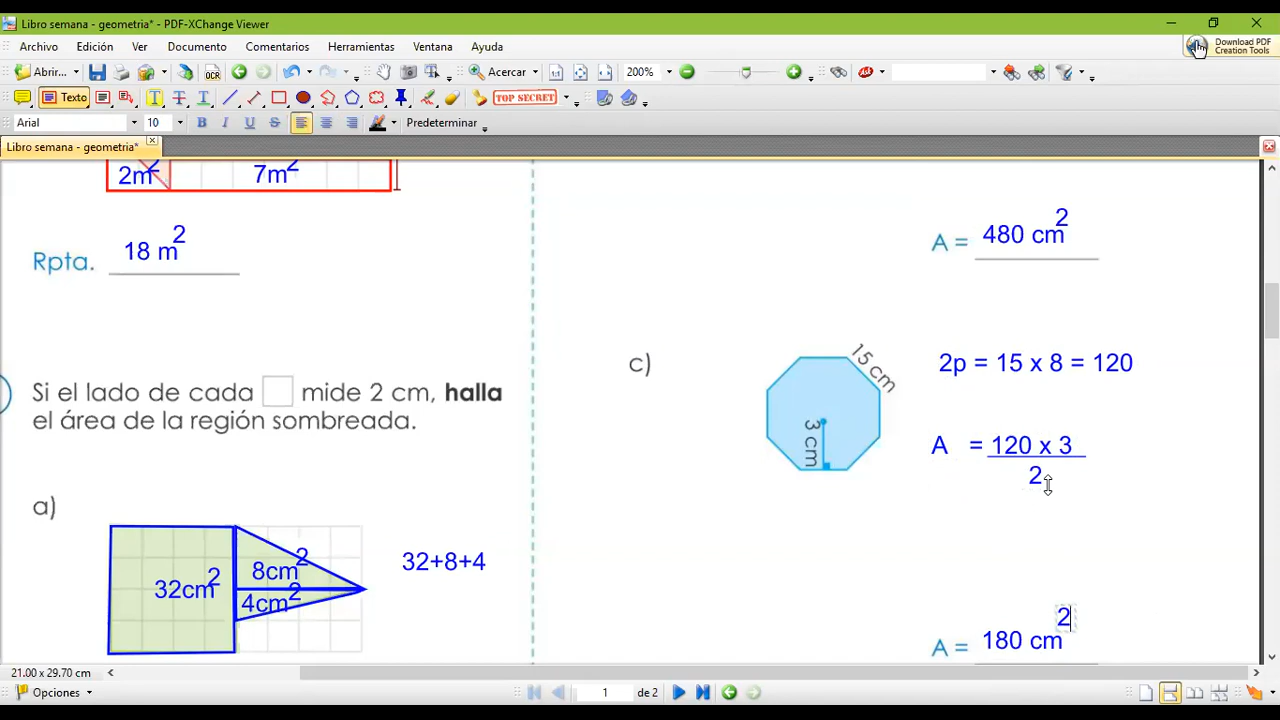 Libro semana - geometria* - PDF-XChange Viewer
Archivo Edición Ver Documento Comentarios Herramientas Ventana Ayuda
Download PDF
Creation Tools
Abrir... OCR Acercar 1:1 200%
Texto TOP SECRET
Arial 10 B I U S Predeterminar
Libro semana - geometria*
2m2 7m2
Rpta. 18 m2
Si el lado de cada mide 2 cm, halla
el área de la región sombreada.
a)
32cm2
8cm2
4cm2
32+8+4
A = 480 cm2
c)
15 cm
3 cm
2p = 15 x 8 = 120
A = 120 x 3
2
A = 180 cm2
21.00 x 29.70 cm
Opciones 1 de 2